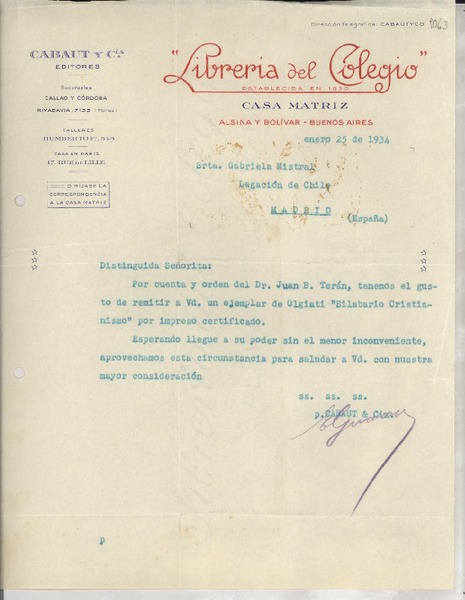 Dirección telegráfica: CABAUTYCO
CABAUT Y Cía.
EDITORES
Sucursales
CALLAO Y CÓRDOBA
RIVADAVIA, 7133 (Flores)
TALLERES
CASA EN PARÍS
17, RUE DE LILLE
DIRIJASE LA
CORRESPONDENCIA
A LA CASA MATRIZ
"Librería del Colegio"
ESTABLECIDA EN 1830
CASA MATRIZ
ALSINA Y BOLÍVAR - BUENOS AIRES
enero 25 de 1934
Srta. Gabriela Mistral
Legación de Chile
MADRID
(España)
Distinguida Señorita:
Por cuenta y orden del Dr. Juan B. Terán, tenemos el gus-
to de remitir a Vd. un ejemplar de Olgiati "Silabario Cristia-
nismo" por impreso certificado.
Esperando llegue a su poder sin el menor inconveniente,
aprovechamos esta circunstancia para saludar a Vd. con nuestra
mayor consideración
ss. ss. ss.
p.CABAUT & Cía.
p